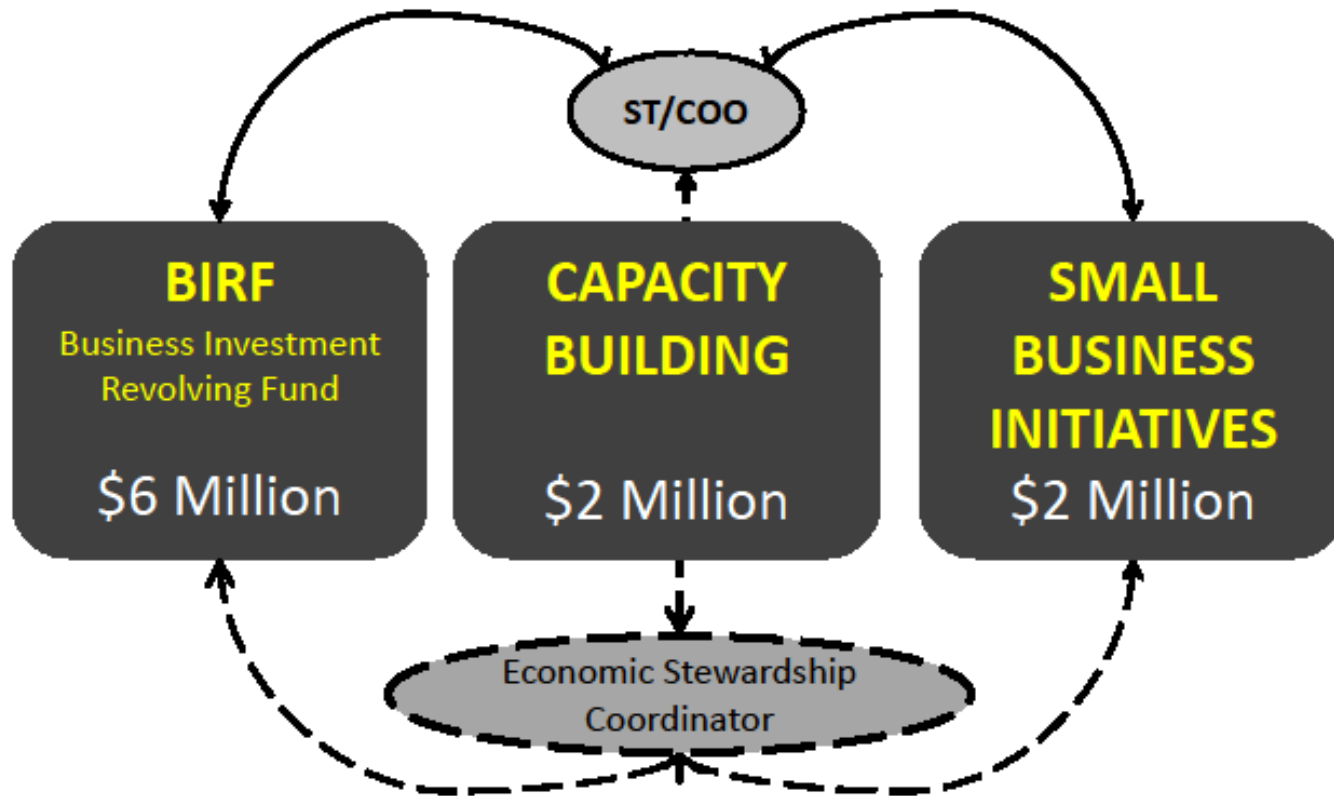 ST/COO
BIRF
Business Investment
Revolving Fund
$6 Million
CAPACITY
BUILDING
$2 Million
SMALL
BUSINESS
INITIATIVES
$2 Million
Economic Stewardship
Coordinator